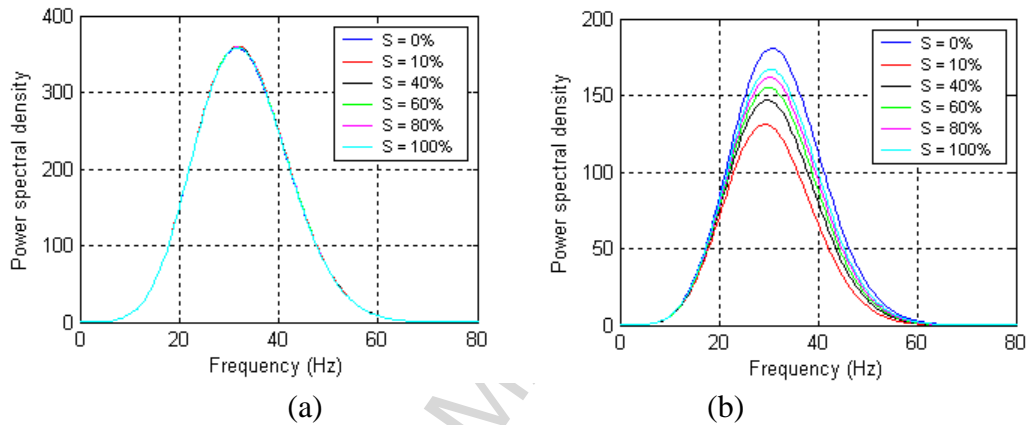 400
300
200
100
0
0 20 40 60 80
Power spectral density
Frequency (Hz)
S = 0%
S = 10%
S = 40%
S = 60%
S = 80%
S = 100%
(a)
200
150
100
50
0
0 20 40 60 80
Power spectral density
Frequency (Hz)
S = 0%
S = 10%
S = 40%
S = 60%
S = 80%
S = 100%
(b)